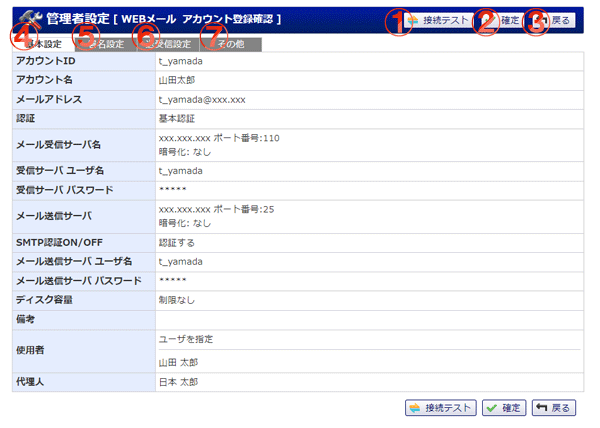 管理者設定 [ WEBメール アカウント登録確認 ]
① 接続テスト ② 確定 ③ 戻る
④ 基本設定 ⑤ 署名設定 ⑥ 送受信設定 ⑦ その他
アカウントID t_yamada
アカウント名 山田太郎
メールアドレス t_yamada@xxx.xxx
認証 基本認証
メール受信サーバ名 xxx.xxx.xxx ポート番号:110
暗号化: なし
受信サーバ ユーザ名 t_yamada
受信サーバ パスワード *****
メール送信サーバ xxx.xxx.xxx ポート番号:25
暗号化: なし
SMTP認証ON/OFF 認証する
メール送信サーバ ユーザ名 t_yamada
メール送信サーバ パスワード *****
ディスク容量 制限なし
備考
使用者 ユーザを指定
山田 太郎
代理人 日本 太郎
接続テスト 確定 戻る